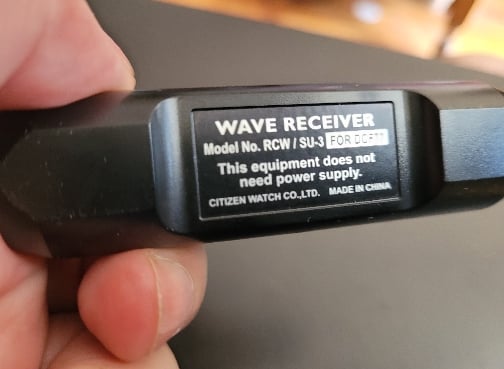 WAVE RECEIVER
Model No. RCW / SU-3 FOR DCF77
This equipment does not
need power supply.
CITIZEN WATCH CO.,LTD. MADE IN CHINA